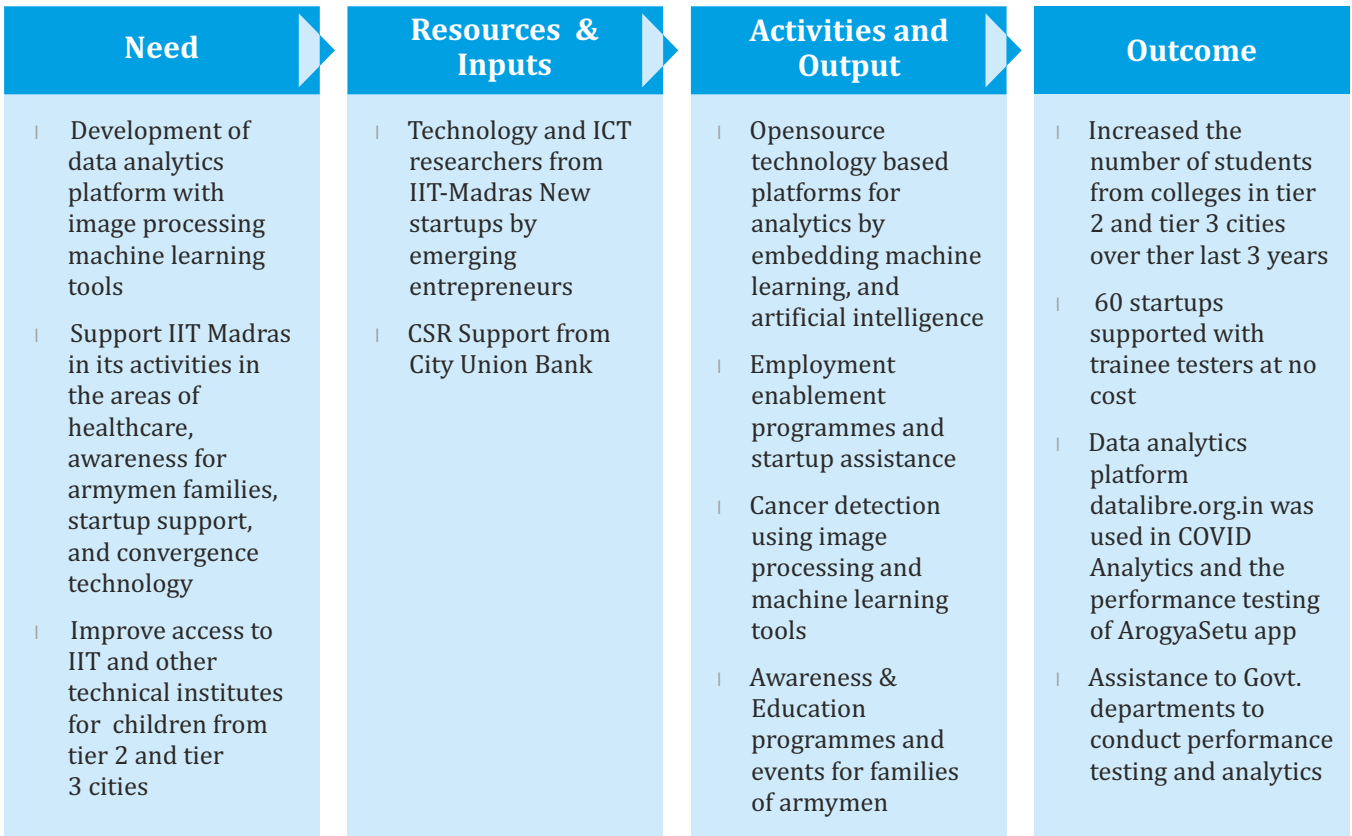 Need
Development of
data analytics
platform with
image processing
machine learning
tools
Support IIT Madras
in its activities in
the areas of
healthcare,
awareness for
armymen families,
startup support,
and convergence
technology
Improve access to
IIT and other
technical institutes
for children from
tier 2 and tier
3 cities
Resources &
Inputs
Technology and ICT
researchers from
IIT-Madras New
startups by
emerging
entrepreneurs
CSR Support from
City Union Bank
Activities and
Output
Opensource
technology based
platforms for
analytics by
embedding machine
learning, and
artificial intelligence
Employment
enablement
programmes and
startup assistance
Cancer detection
using image
processing and
machine learning
tools
Awareness &
Education
programmes and
events for families
of armymen
Outcome
Increased the
number of students
from colleges in tier
2 and tier 3 cities
over ther last 3 years
60 startups
supported with
trainee testers at no
cost
Data analytics
platform
datalibre.org.in was
used in COVID
Analytics and the
performance testing
of ArogyaSetu app
Assistance to Govt.
departments to
conduct performance
testing and analytics